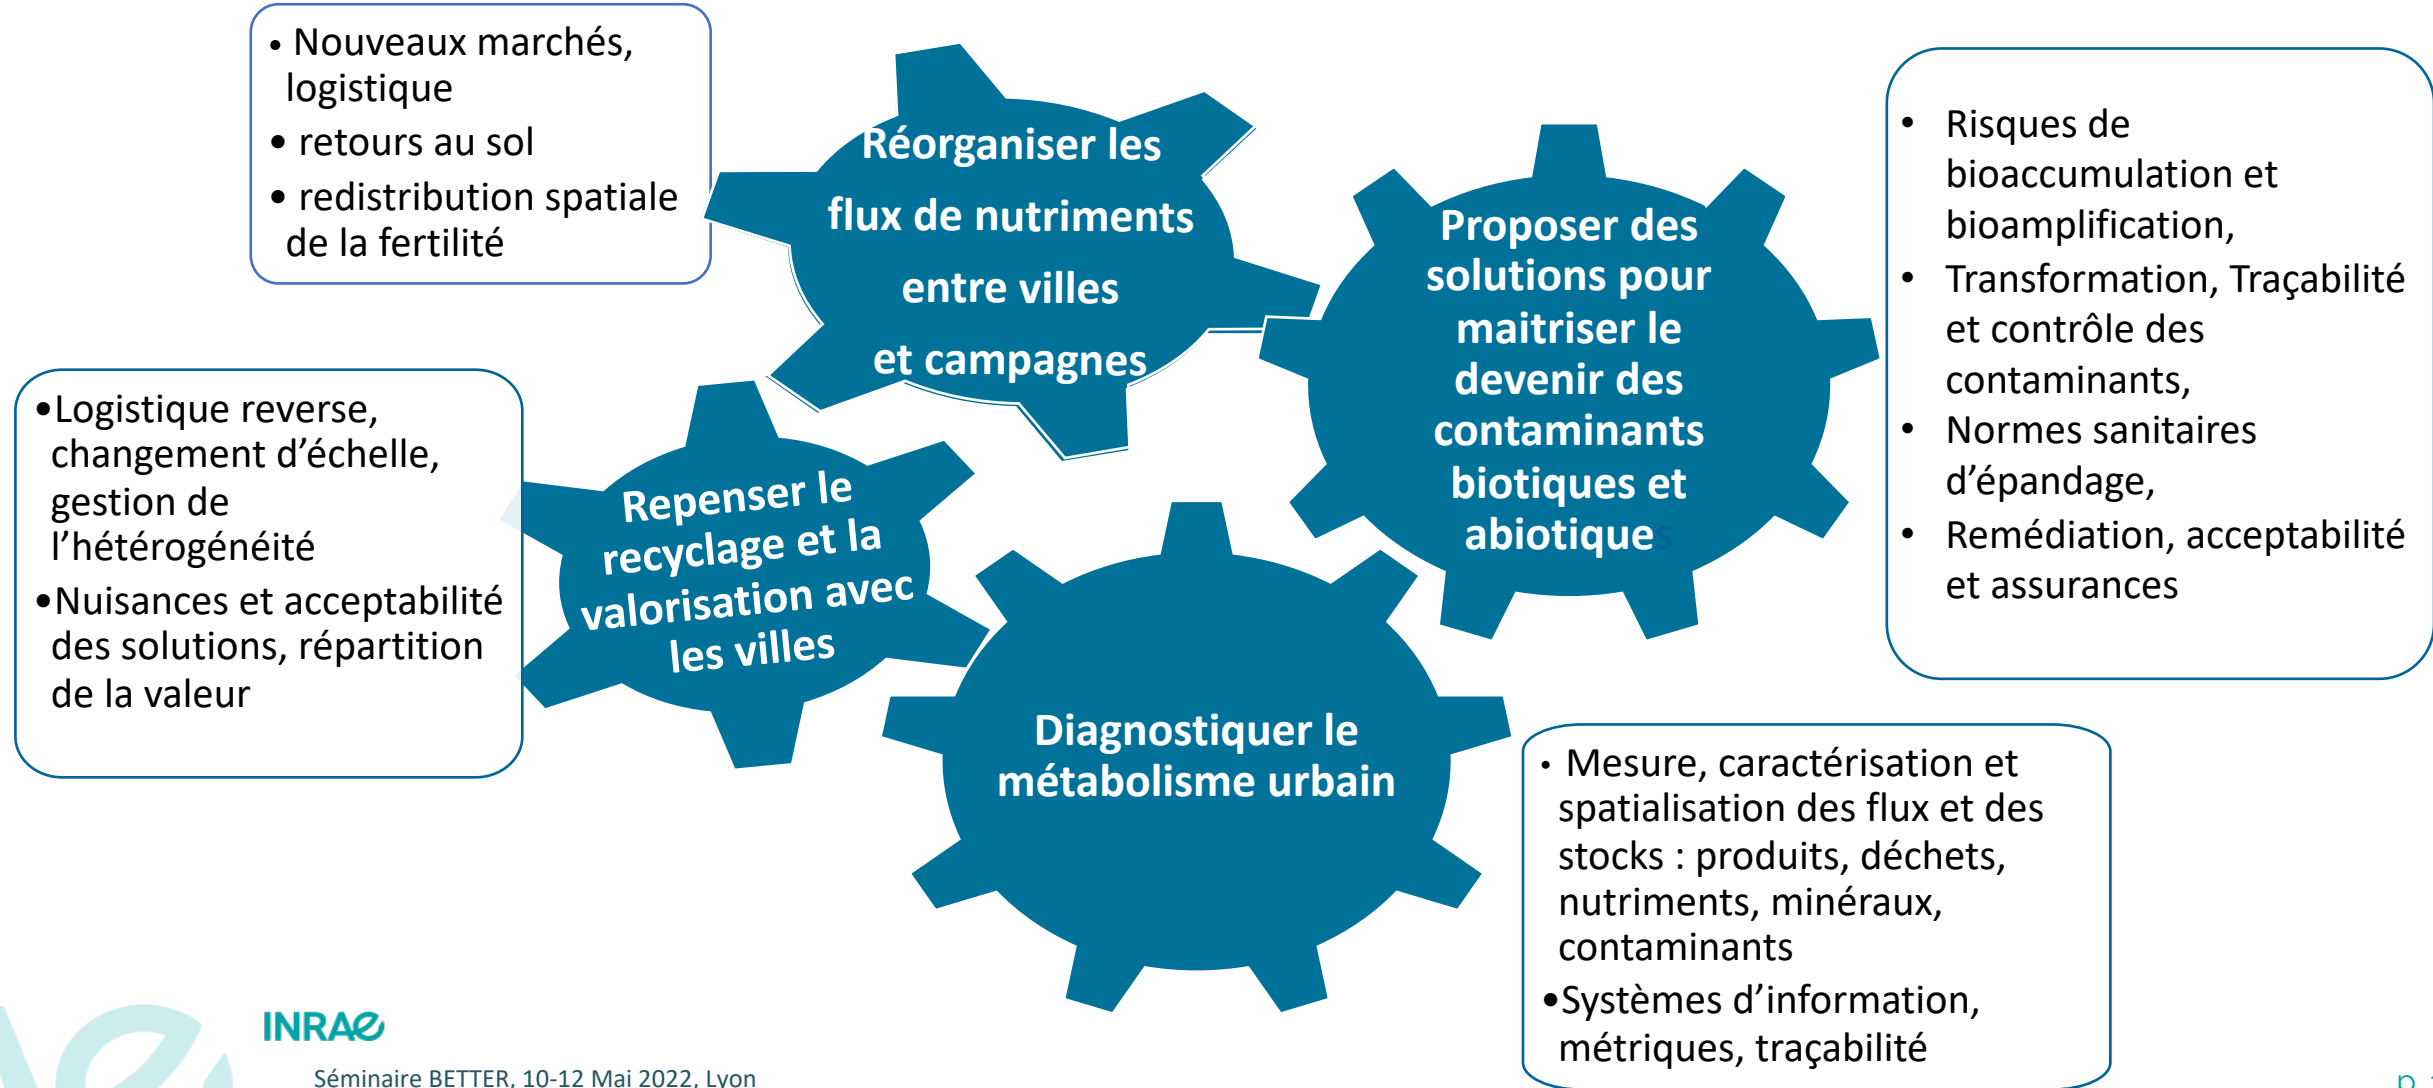 • Nouveaux marchés,
logistique
• retours au sol
• redistribution spatiale
de la fertilité
Réorganiser les
flux de nutriments
entre villes
et campagnes
Proposer des
solutions pour
maitriser le
devenir des
contaminants
biotiques et
abiotiques
• Risques de
bioaccumulation et
bioamplification,
• Transformation, Traçabilité
et contrôle des
contaminants,
• Normes sanitaires
d’épandage,
• Remédiation, acceptabilité
et assurances
•Logistique reverse,
changement d’échelle,
gestion de
l’hétérogénéité
•Nuisances et acceptabilité
des solutions, répartition
de la valeur
Repenser le
recyclage et la
valorisation avec
les villes
Diagnostiquer le
métabolisme urbain
• Mesure, caractérisation et
spatialisation des flux et des
stocks : produits, déchets,
nutriments, minéraux,
contaminants
•Systèmes d’information,
métriques, traçabilité
INRAE
Séminaire BETTER, 10-12 Mai 2022, Lyon
p.